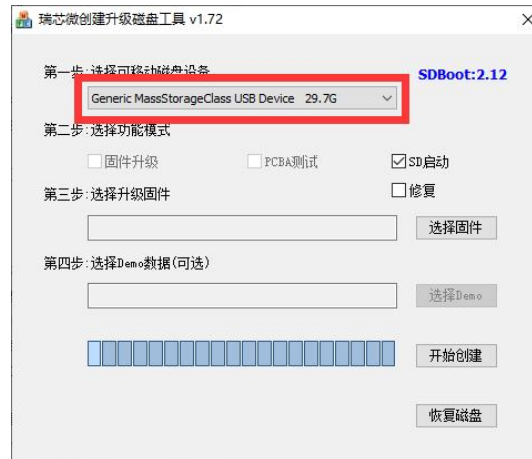 瑞芯微创建升级磁盘工具 v1.72
第一步:选择可移动磁盘设备
SDBoot:2.12
Generic MassStorageClass USB Device 29.7G
第二步:选择功能模式
固件升级 PCBA测试 SD启动
修复
第三步:选择升级固件
选择固件
第四步:选择Demo数据(可选)
选择Demo
开始创建
恢复磁盘